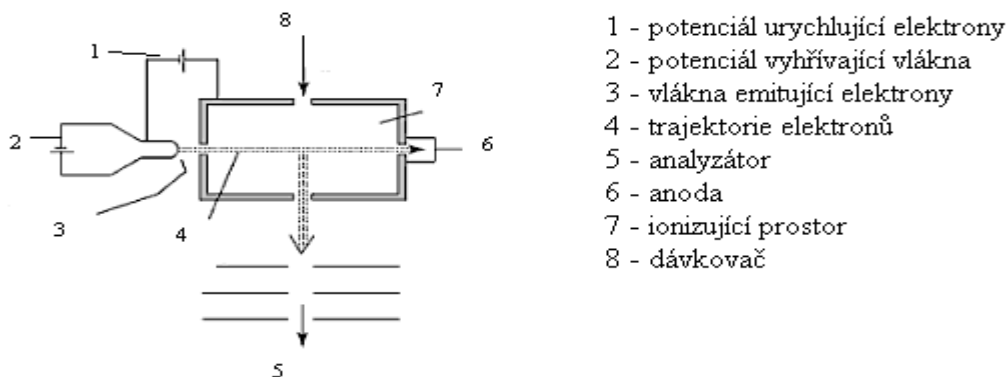 8
1
7
2
6
3
4
5
1 - potenciál urychlující elektrony
2 - potenciál vyhřívající vlákna
3 - vlákna emitující elektrony
4 - trajektorie elektronů
5 - analyzátor
6 - anoda
7 - ionizující prostor
8 - dávkovač